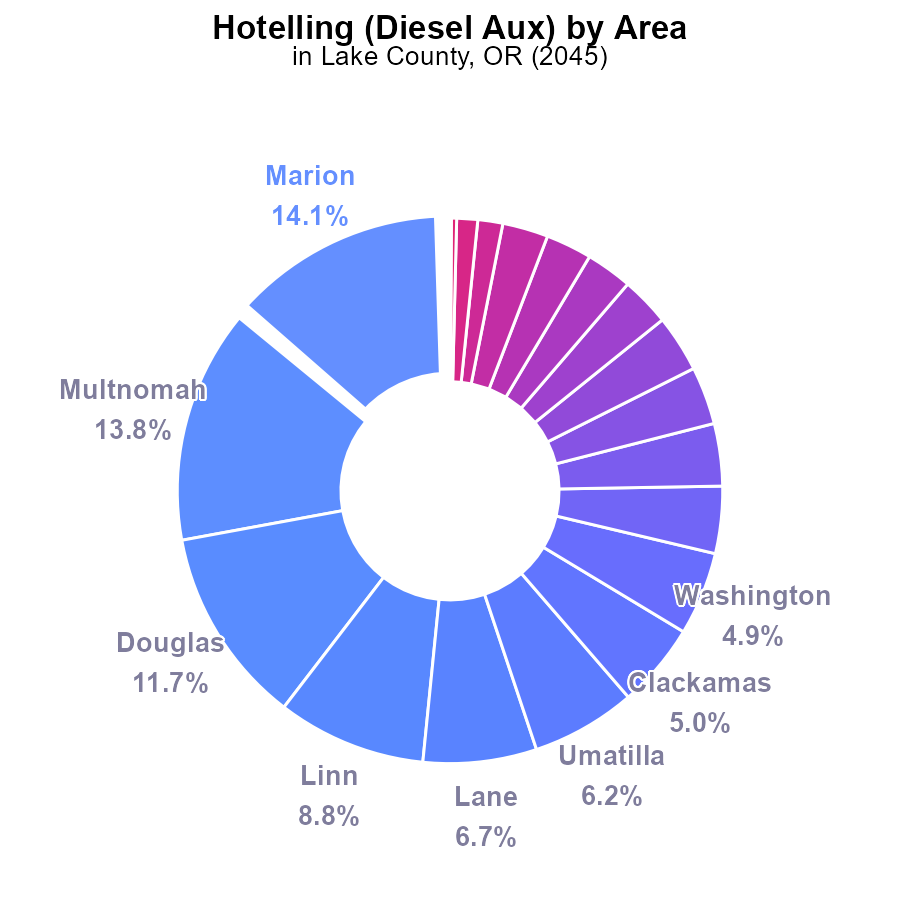 Hotelling (Diesel Aux) by Area
in Lake County, OR (2045)
Marion
14.1%
Multnomah
13.8%
Douglas
11.7%
Linn
8.8%
Lane
6.7%
Umatilla
6.2%
Clackamas
5.0%
Washington
4.9%